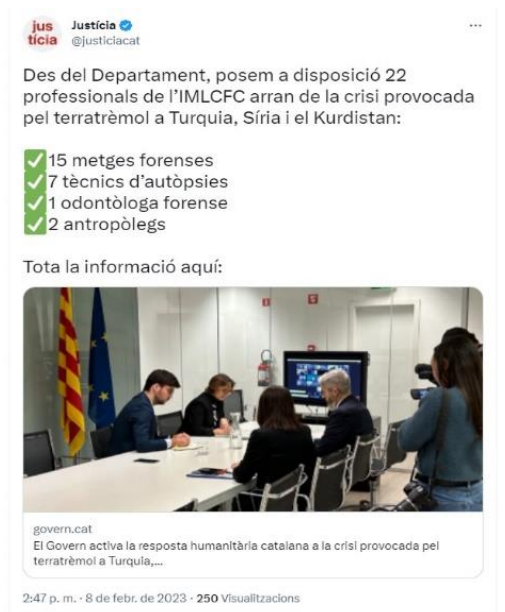 jus
tícia
Justícia
@justiciacat
Des del Departament, posem a disposició 22
professionals de l’IMLCFC arran de la crisi provocada
pel terratrèmol a Turquia, Síria i el Kurdistan:
✅15 metges forenses
✅7 tècnics d’autòpsies
✅1 odontòloga forense
✅2 antropòlegs
Tota la informació aquí:
govern.cat
El Govern activa la resposta humanitària catalana a la crisi provocada pel
terratrèmol a Turquia,...
2:47 p. m. · 8 de febr. de 2023 · 250 Visualitzacions